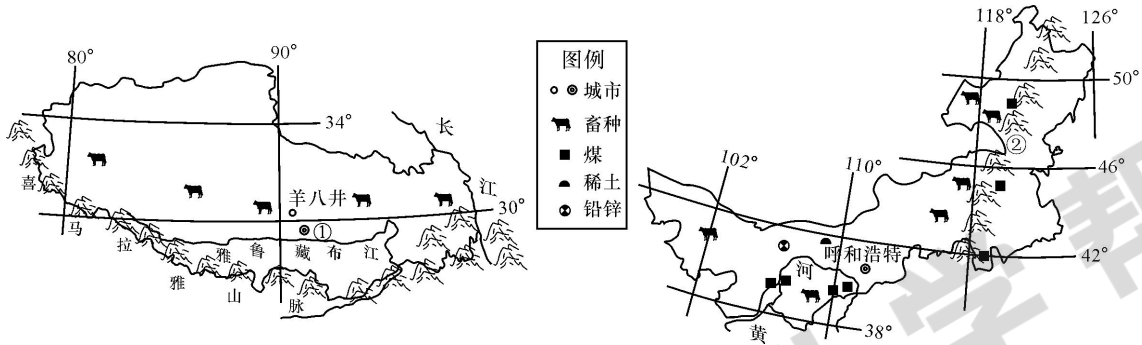 80°
90°
34°
长
江
喜
马
拉
雅
山
脉
羊八井
30°
①
雅鲁藏布江
图例
城市
畜种
煤
稀土
铅锌
118°
126°
50°
②
102°
110°
46°
呼和浩特
42°
河
黄
38°
学帮